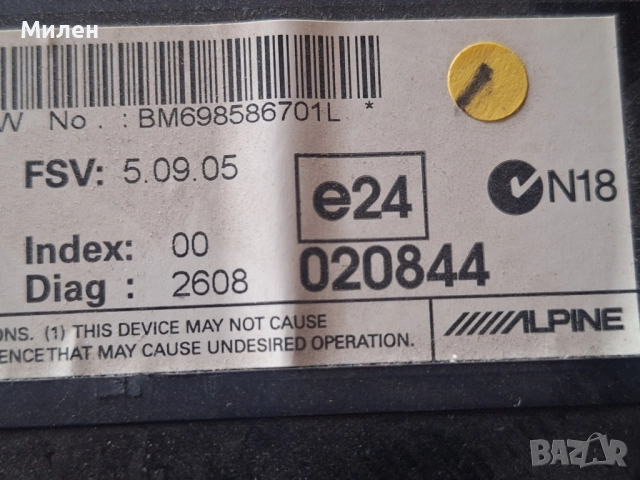 Милен
W No. : BM698586701L *
FSV: 5.09.05
e24
N18
Index: 00
020844
Diag : 2608
ONS. (1) THIS DEVICE MAY NOT CAUSE
ENCE THAT MAY CAUSE UNDESIRED OPERATION.
ALPINE
BAZAR